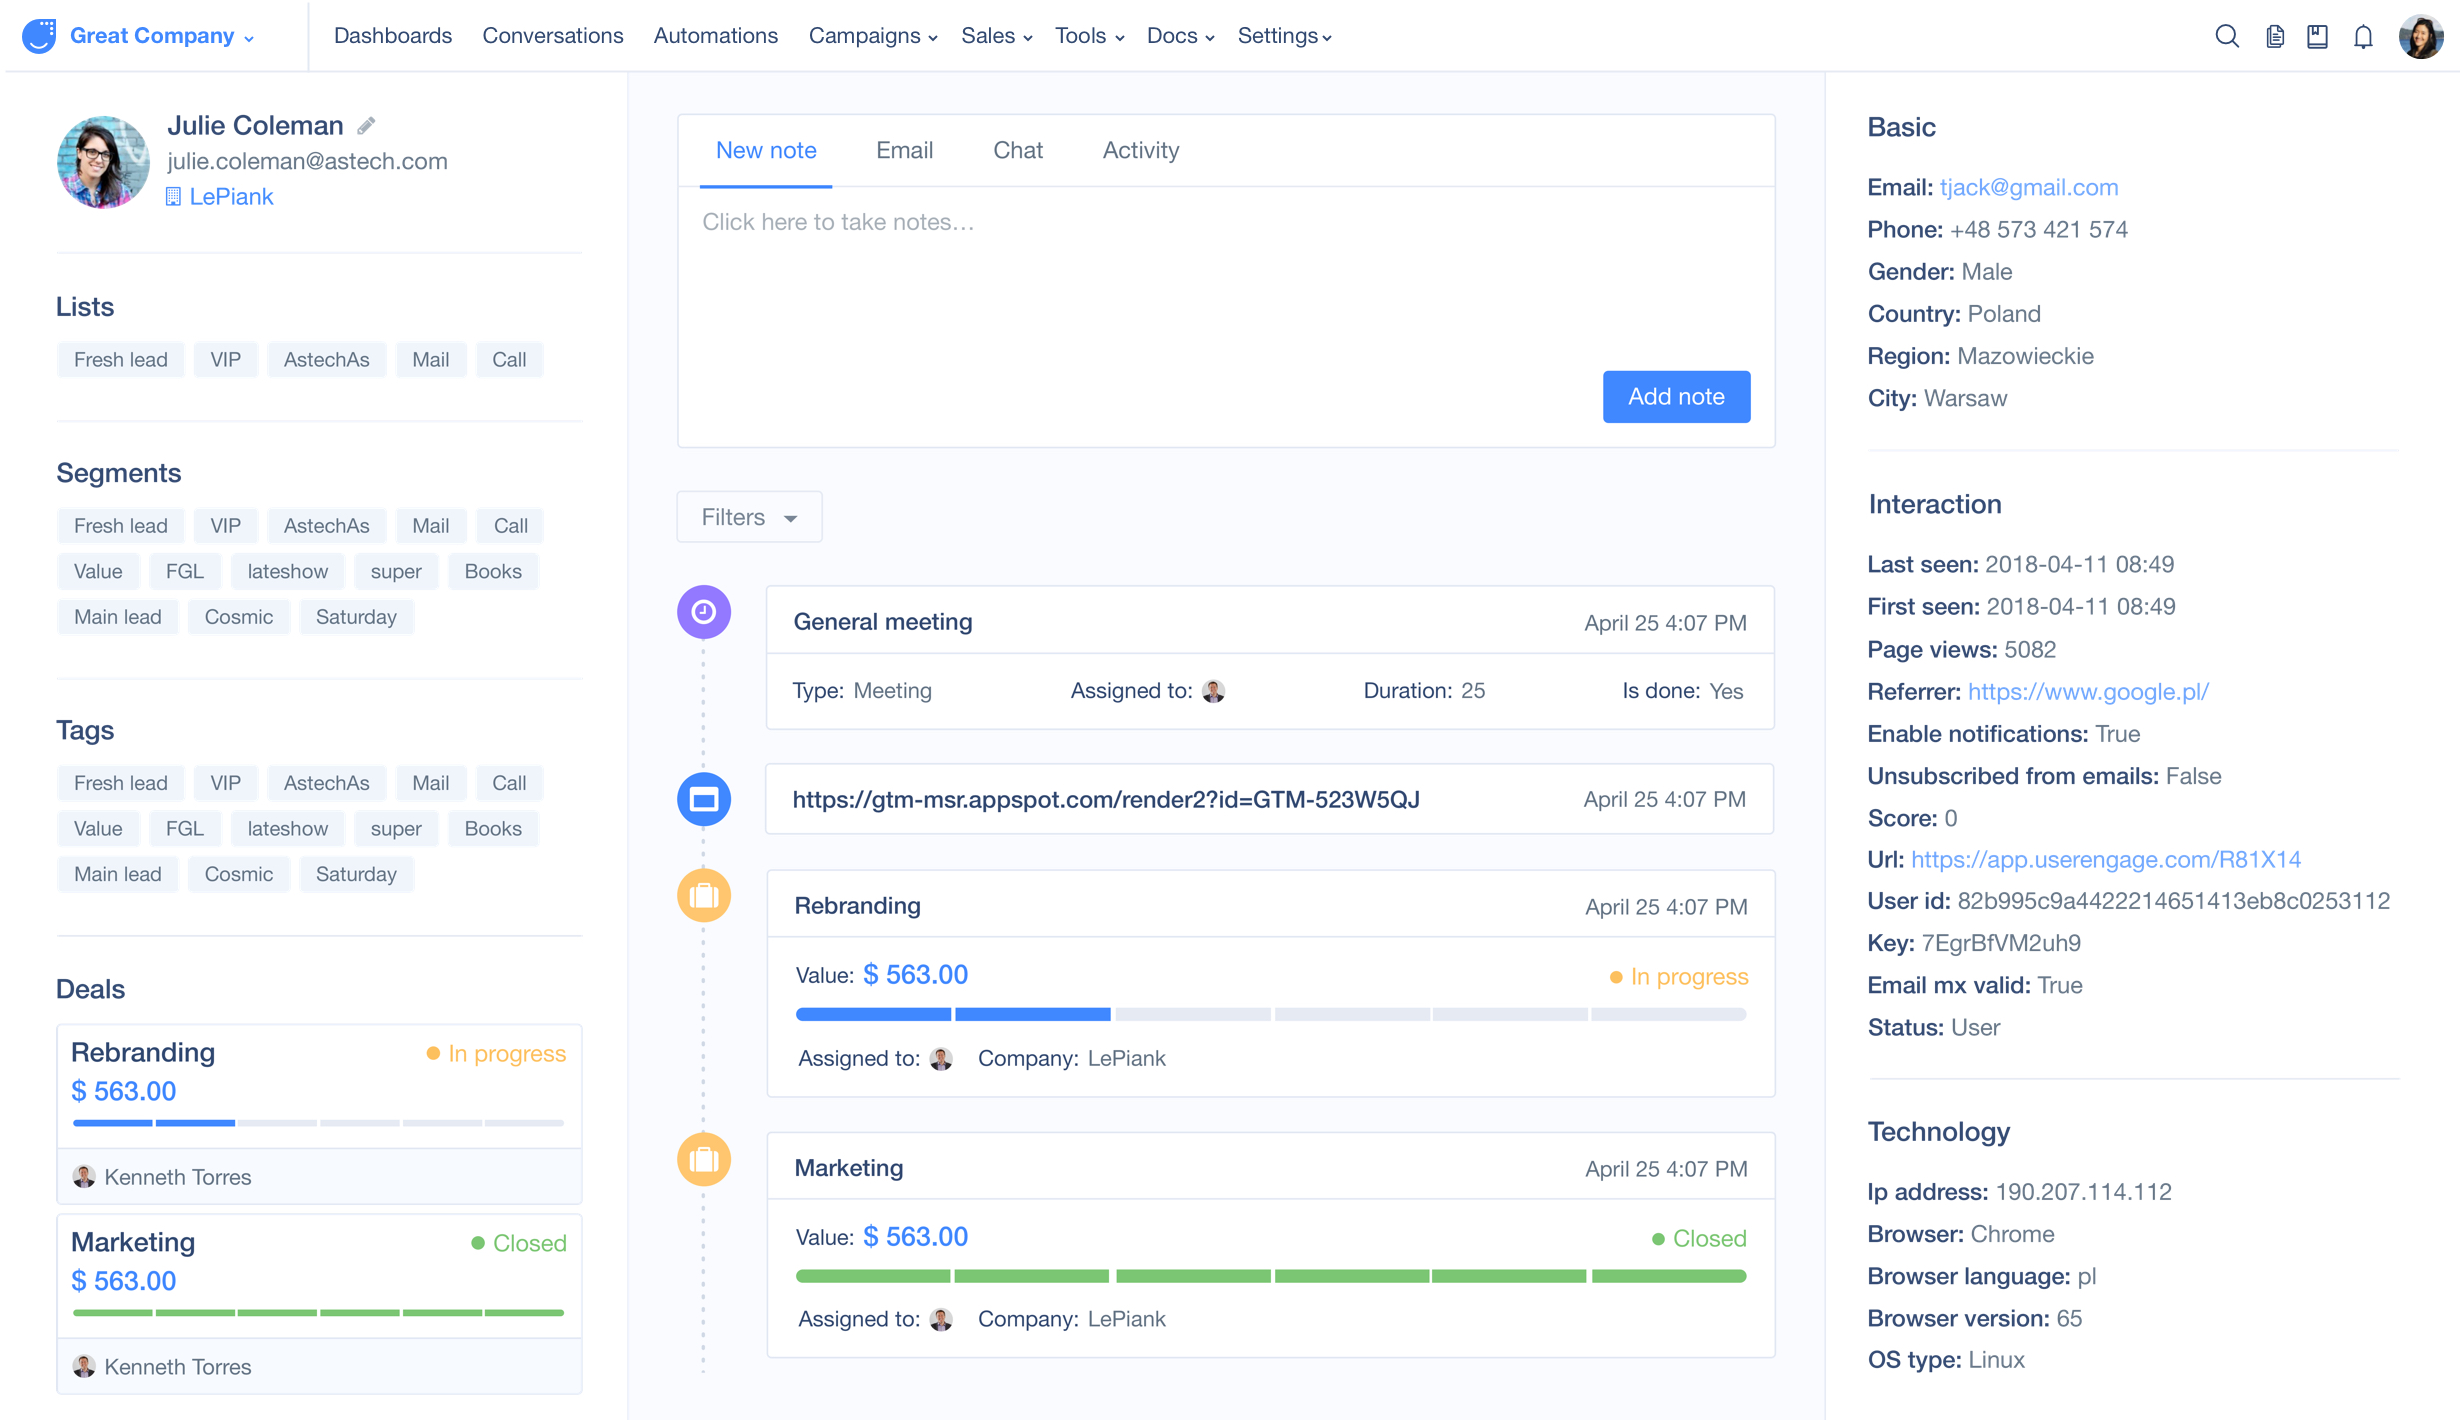 Great Company
Dashboards Conversations Automations Campaigns Sales Tools Docs Settings
Julie Coleman
julie.coleman@astech.com
LePiank
Lists
Fresh lead VIP AstechAs Mail Call
Segments
Fresh lead VIP AstechAs Mail Call
Value FGL lateshow super Books
Main lead Cosmic Saturday
Tags
Fresh lead VIP AstechAs Mail Call
Value FGL lateshow super Books
Main lead Cosmic Saturday
Deals
Rebranding In progress
$ 563.00
Kenneth Torres
Marketing Closed
$ 563.00
Kenneth Torres
New note Email Chat Activity
Click here to take notes...
Add note
Filters
General meeting April 25 4:07 PM
Type: Meeting Assigned to: Duration: 25 Is done: Yes
https://gtm-msr.appspot.com/render2?id=GTM-523W5QJ April 25 4:07 PM
Rebranding April 25 4:07 PM
Value: $ 563.00 In progress
Assigned to: Company: LePiank
Marketing April 25 4:07 PM
Value: $ 563.00 Closed
Assigned to: Company: LePiank
Basic
Email: tjack@gmail.com
Phone: +48 573 421 574
Gender: Male
Country: Poland
Region: Mazowieckie
City: Warsaw
Interaction
Last seen: 2018-04-11 08:49
First seen: 2018-04-11 08:49
Page views: 5082
Referrer: https://www.google.pl/
Enable notifications: True
Unsubscribed from emails: False
Score: 0
Url: https://app.userengage.com/R81X14
User id: 82b995c9a4422214651413eb8c0253112
Key: 7EgrBfVM2uh9
Email mx valid: True
Status: User
Technology
Ip address: 190.207.114.112
Browser: Chrome
Browser language: pl
Browser version: 65
OS type: Linux